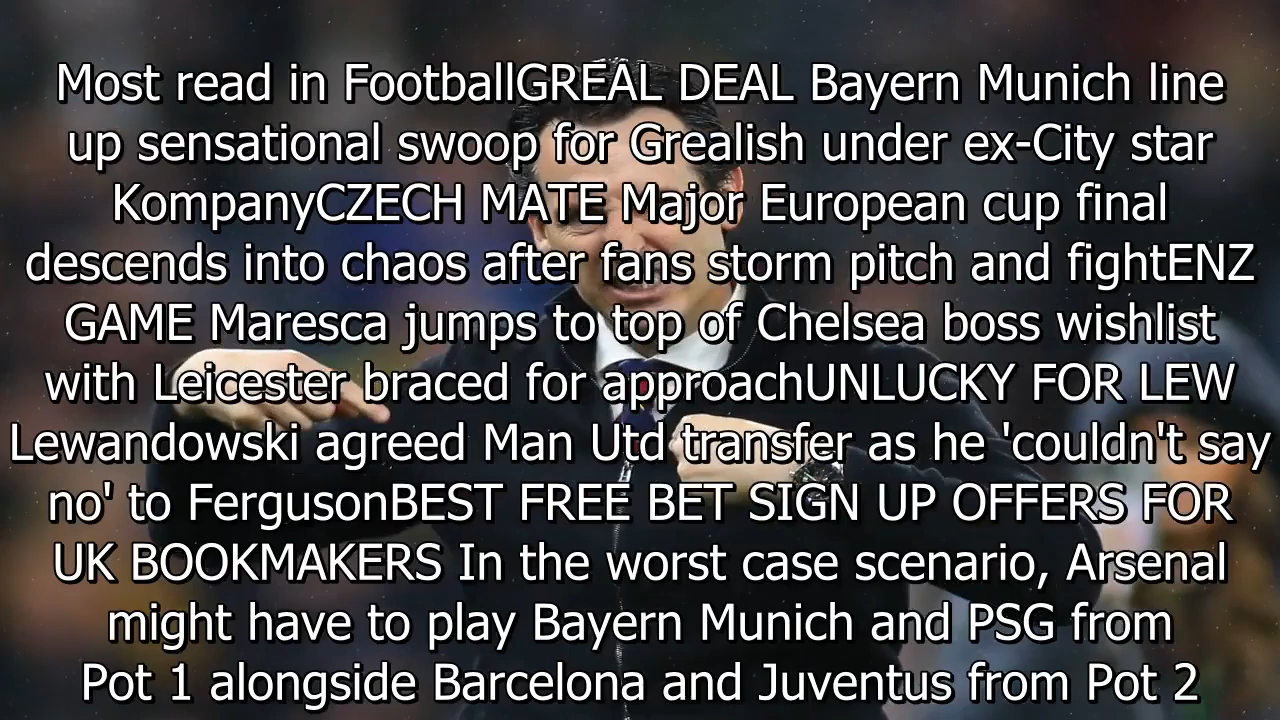 Most read in FootballGREAL DEAL Bayern Munich line
up sensational swoop for Grealish under ex-City star
KompanyCZECH MATE Major European cup final
descends into chaos after fans storm pitch and fightENZ
GAME Maresca jumps to top of Chelsea boss wishlist
with Leicester braced for approachUNLUCKY FOR LEW
Lewandowski agreed Man Utd transfer as he 'couldn't say
no' to FergusonBEST FREE BET SIGN UP OFFERS FOR
UK BOOKMAKERS In the worst case scenario, Arsenal
might have to play Bayern Munich and PSG from
Pot 1 alongside Barcelona and Juventus from Pot 2